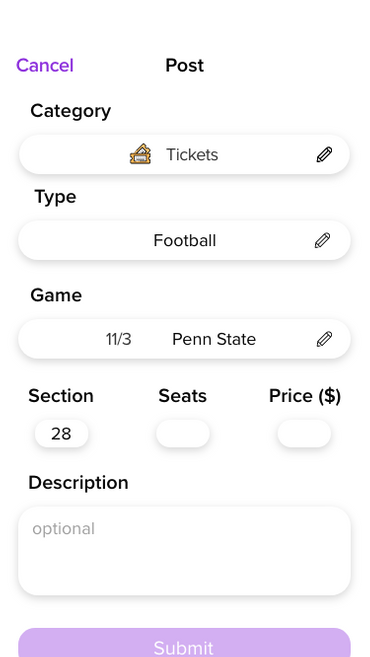 Cancel Post
Category
Tickets
Type
Football
Game
11/3 Penn State
Section Seats Price ($)
28
Description
optional
Submit